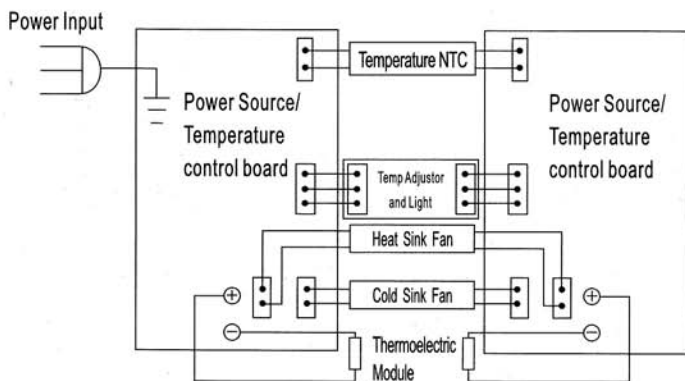 Power Input
Temperature NTC
Power Source/
Temperature
control board
Power Source/
Temperature
control board
Temp Adjustor
and Light
Heat Sink Fan
Cold Sink Fan
Thermoelectric
Module